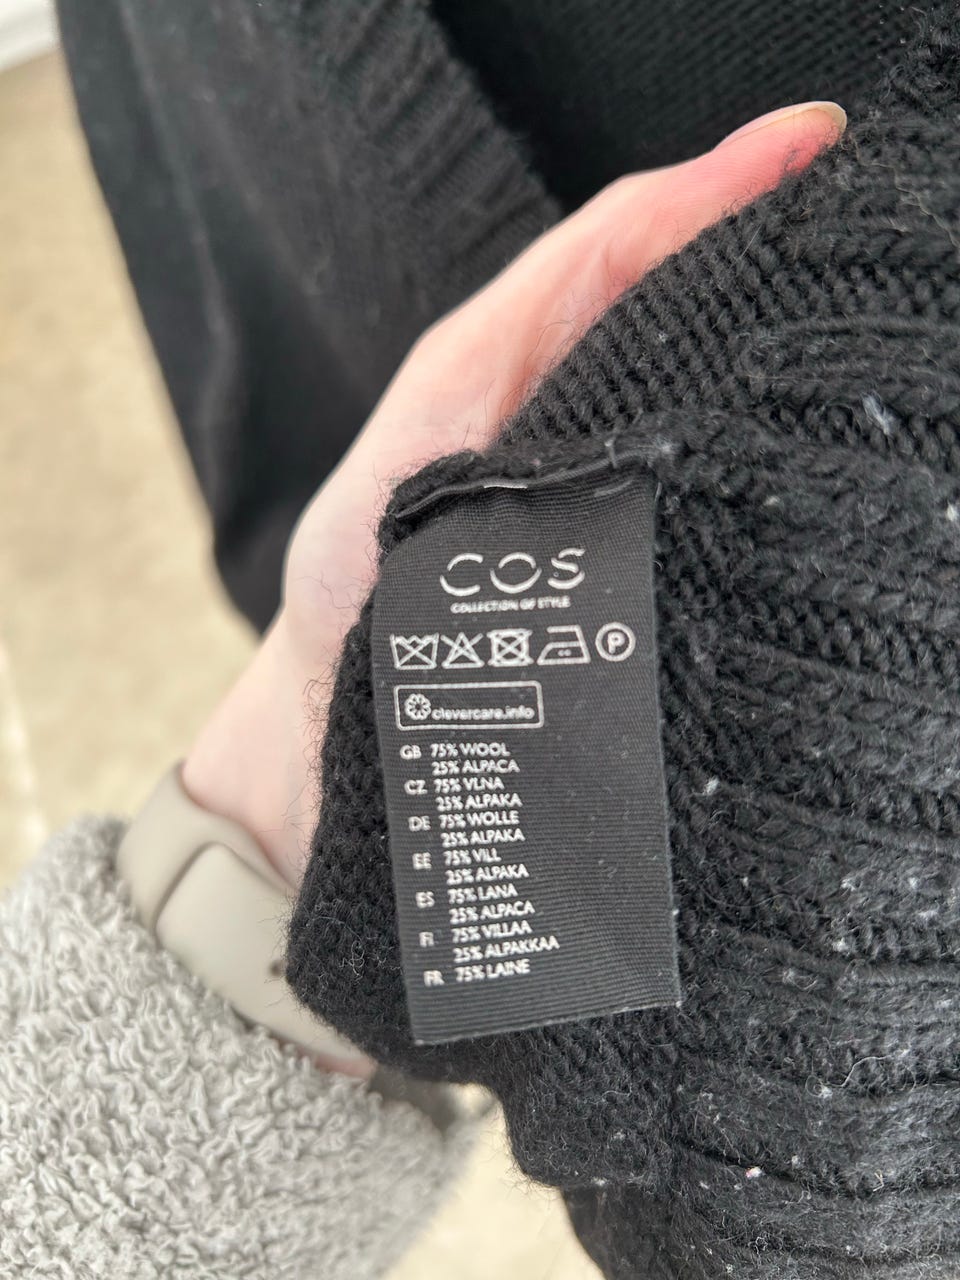 COS
COLLECTION OF STYLE
P
clevercare.info
GB 75% WOOL
25% ALPACA
CZ 75% VLNA
25% ALPAKA
DE 75% WOLLE
25% ALPAKA
EE 75% VILL
25% ALPAKA
ES 75% LANA
25% ALPACA
FI 75% VILLAA
25% ALPAKKAA
FR 75% LAINE